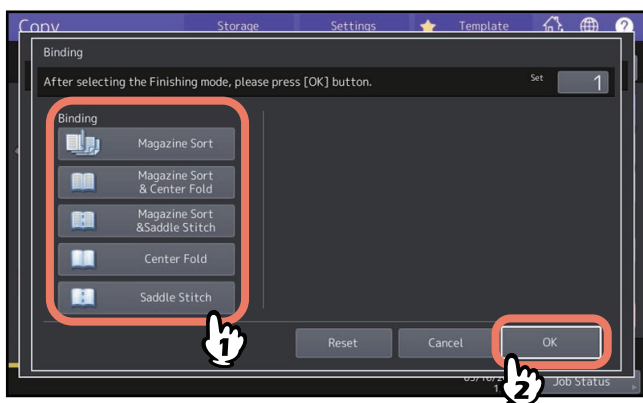 Copy
Storage
Settings
Template
?
Binding
After selecting the Finishing mode, please press [OK] button.
Set
1
Binding
Magazine Sort
Magazine Sort
& Center Fold
Magazine Sort
&Saddle Stitch
Center Fold
Saddle Stitch
1
Reset
Cancel
OK
2
Job Status